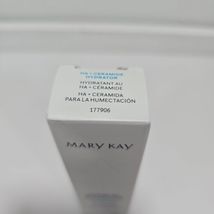 HA + CERAMIDE
HYDRATOR
HYDRATANT AU
HA + CÉRAMIDE
HA + CERAMIDA
PARA LA HUMECTACIÓN
177906
MARY KAY